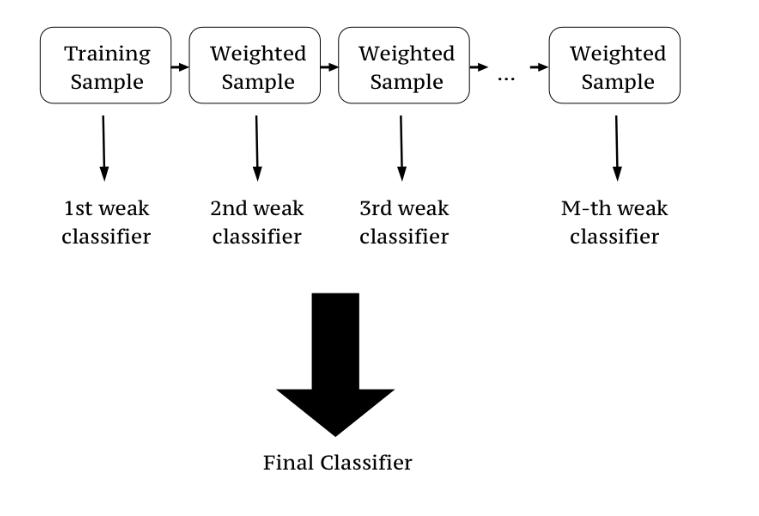 Training
Sample
Weighted
Sample
Weighted
Sample
...
Weighted
Sample
1st weak
classifier
2nd weak
classifier
3rd weak
classifier
M-th weak
classifier
Final Classifier